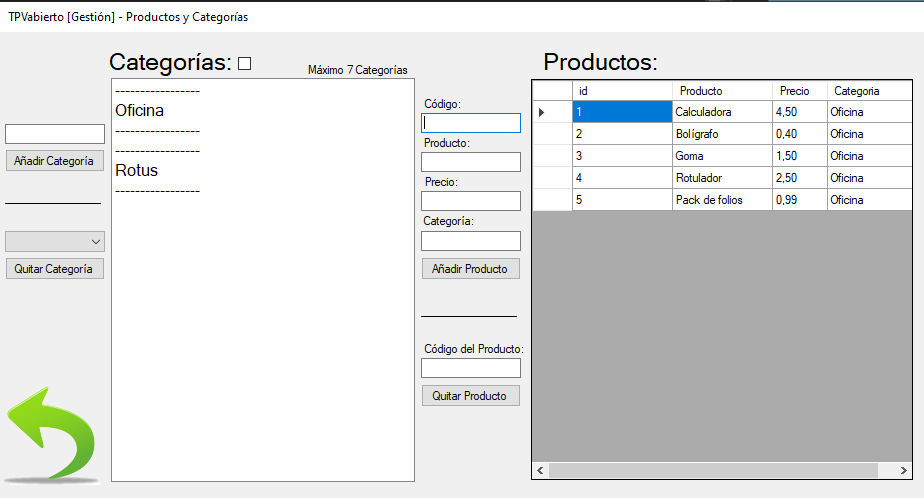 TPVabierto [Gestión] - Productos y Categorías
Categorías:
Máximo 7 Categorías
-----------------
Oficina
-----------------
-----------------
Rotus
-----------------
Añadir Categoría
Quitar Categoría
Código:
Producto:
Precio:
Categoría:
Añadir Producto
Código del Producto:
Quitar Producto
Productos:
id Producto Precio Categoria
1 Calculadora 4,50 Oficina
2 Bolígrafo 0,40 Oficina
3 Goma 1,50 Oficina
4 Rotulador 2,50 Oficina
5 Pack de folios 0,99 Oficina